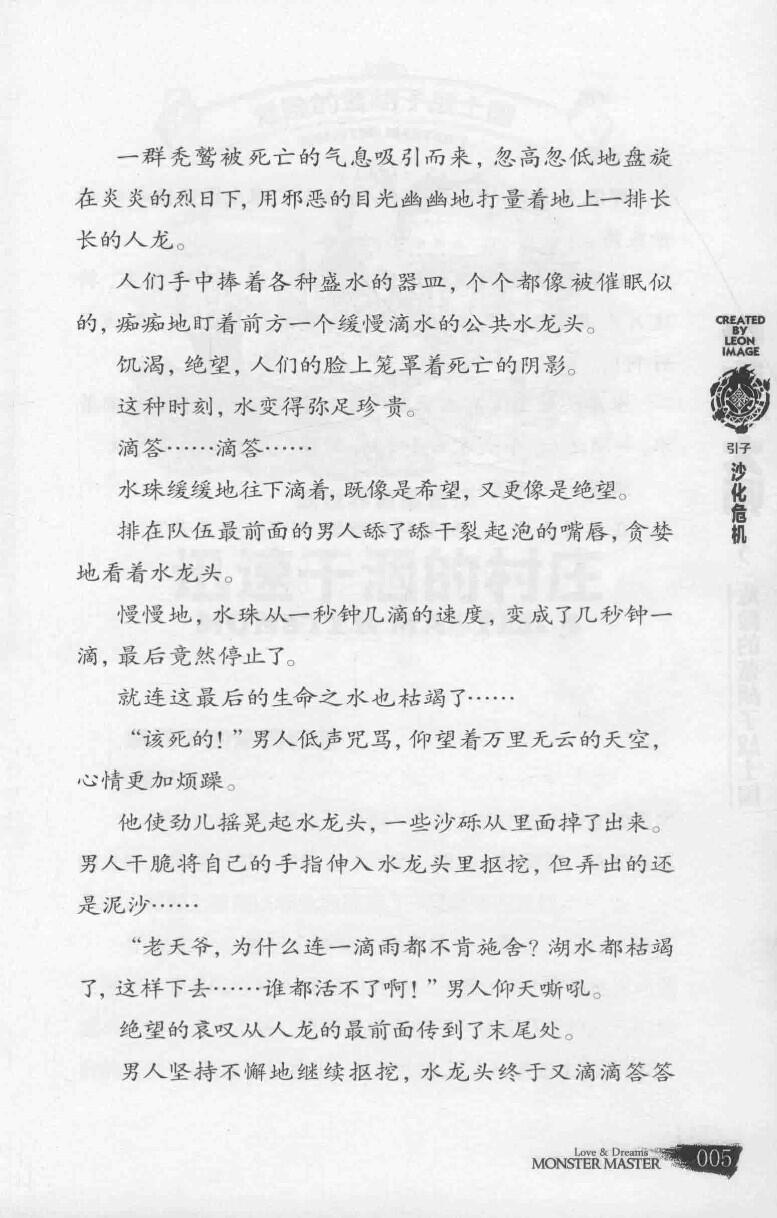 一群秃鹫被死亡的气息吸引而来，忽高忽低地盘旋
在炎炎的烈日下，用邪恶的目光幽幽地打量着地上一排长
长的人龙。
人们手中捧着各种盛水的器皿，个个都像被催眠似
的，痴痴地盯着前方一个缓慢滴水的公共水龙头。
饥渴，绝望，人们的脸上笼罩着死亡的阴影。
这种时刻，水变得弥足珍贵。
滴答……滴答……
水珠缓缓地往下滴着，既像是希望，又更像是绝望。
排在队伍最前面的男人舔了舔干裂起泡的嘴唇，贪婪
地看着水龙头。
慢慢地，水珠从一秒钟几滴的速度，变成了几秒钟一
滴，最后竟然停止了。
就连这最后的生命之水也枯竭了……
“该死的！”男人低声咒骂，仰望着万里无云的天空，
心情更加烦躁。
他使劲儿摇晃起水龙头，一些沙砾从里面掉了出来。
男人干脆将自己的手指伸入水龙头里抠挖，但弄出的还
是泥沙……
“老天爷，为什么连一滴雨都不肯施舍？湖水都枯竭
了，这样下去……谁都活不了啊！”男人仰天嘶吼。
绝望的哀叹从人龙的最前面传到了末尾处。
男人坚持不懈地继续抠挖，水龙头终于又滴滴答答
CREATED
BY
LEON
IMAGE
引子
沙化危机
Love & Dreams
MONSTER MASTER
005